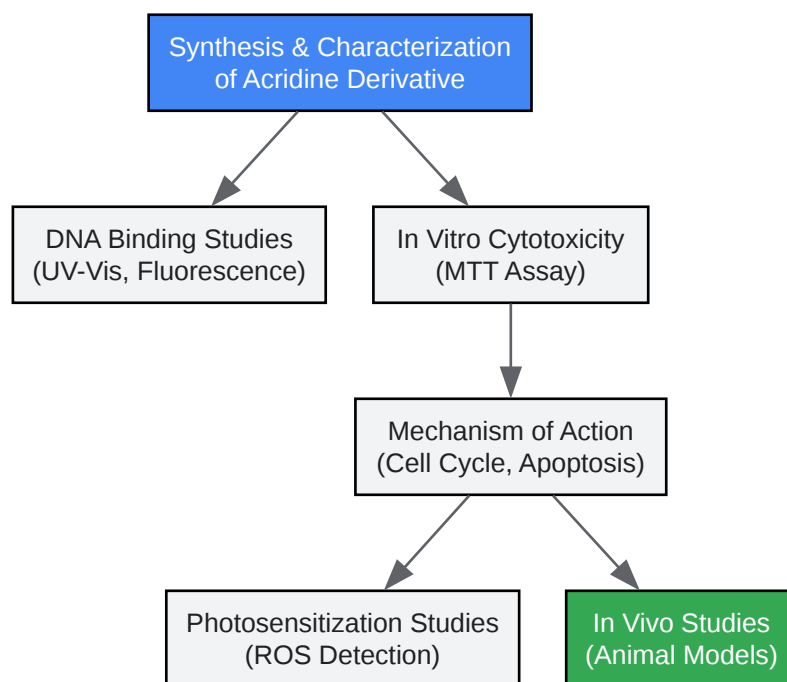 Synthesis & Characterization
of Acridine Derivative
DNA Binding Studies
(UV-Vis, Fluorescence)
In Vitro Cytotoxicity
(MTT Assay)
Mechanism of Action
(Cell Cycle, Apoptosis)
Photosensitization Studies
(ROS Detection)
In Vivo Studies
(Animal Models)